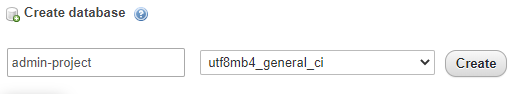 Create database
admin-project utf8mb4_general_ci Create